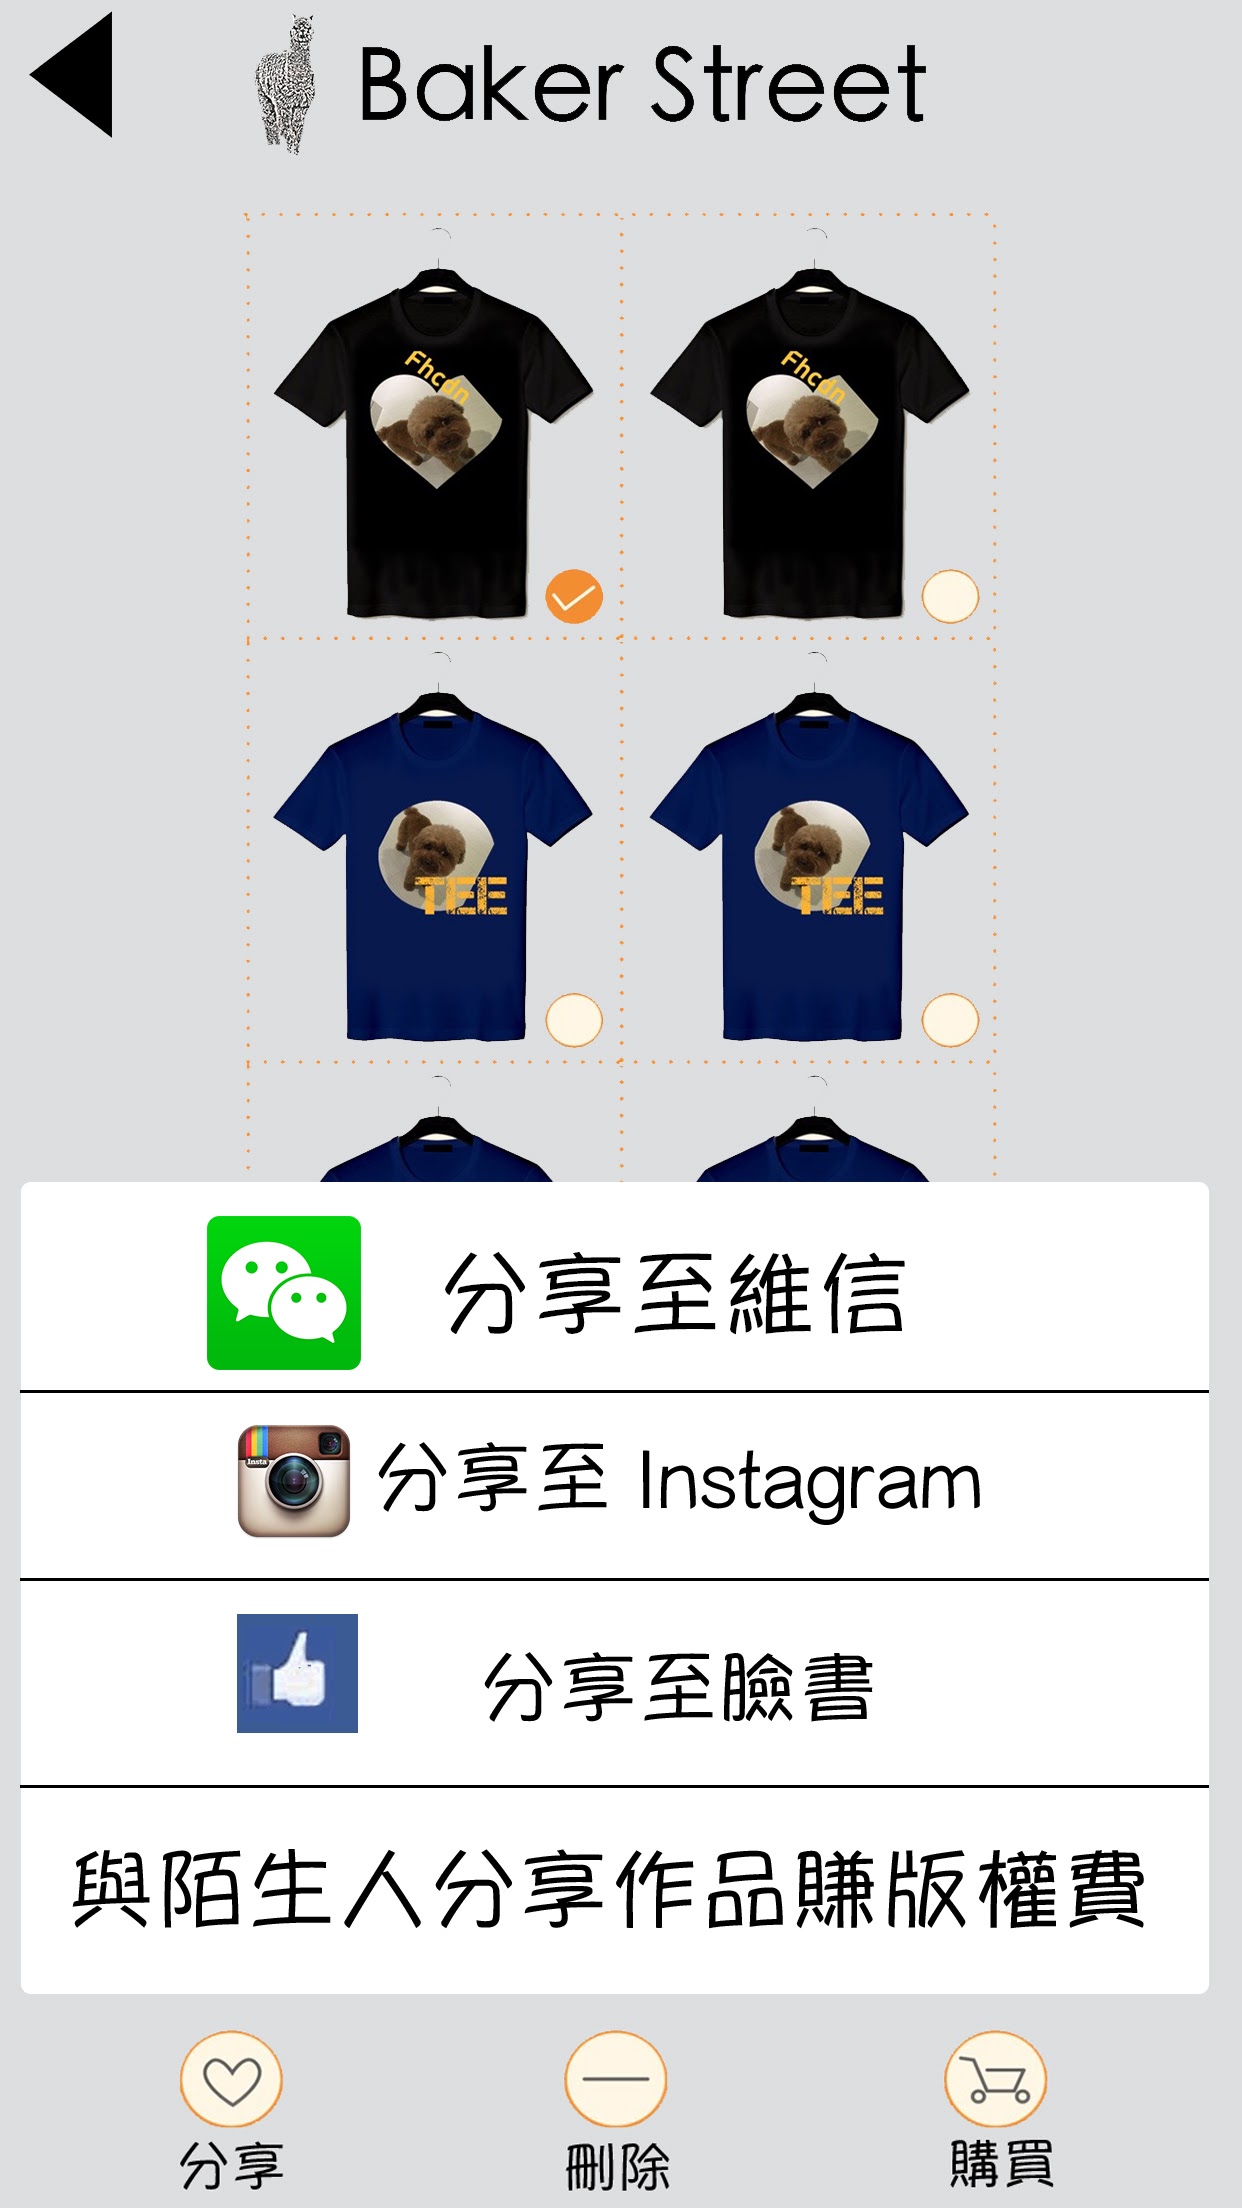 Baker Street
Fhcdn
Fhcdn
TEE
TEE
分享至維信
Insta
分享至 Instagram
分享至臉書
與陌生人分享作品賺版權費
分享
刪除
購買